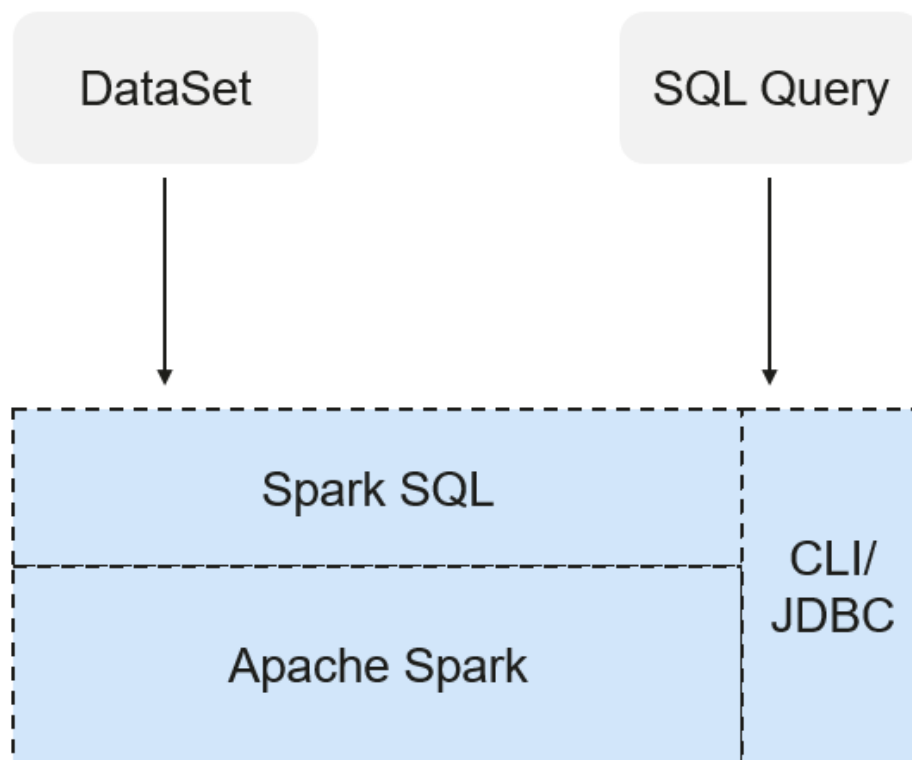 DataSet
SQL Query
Spark SQL
CLI/
JDBC
Apache Spark